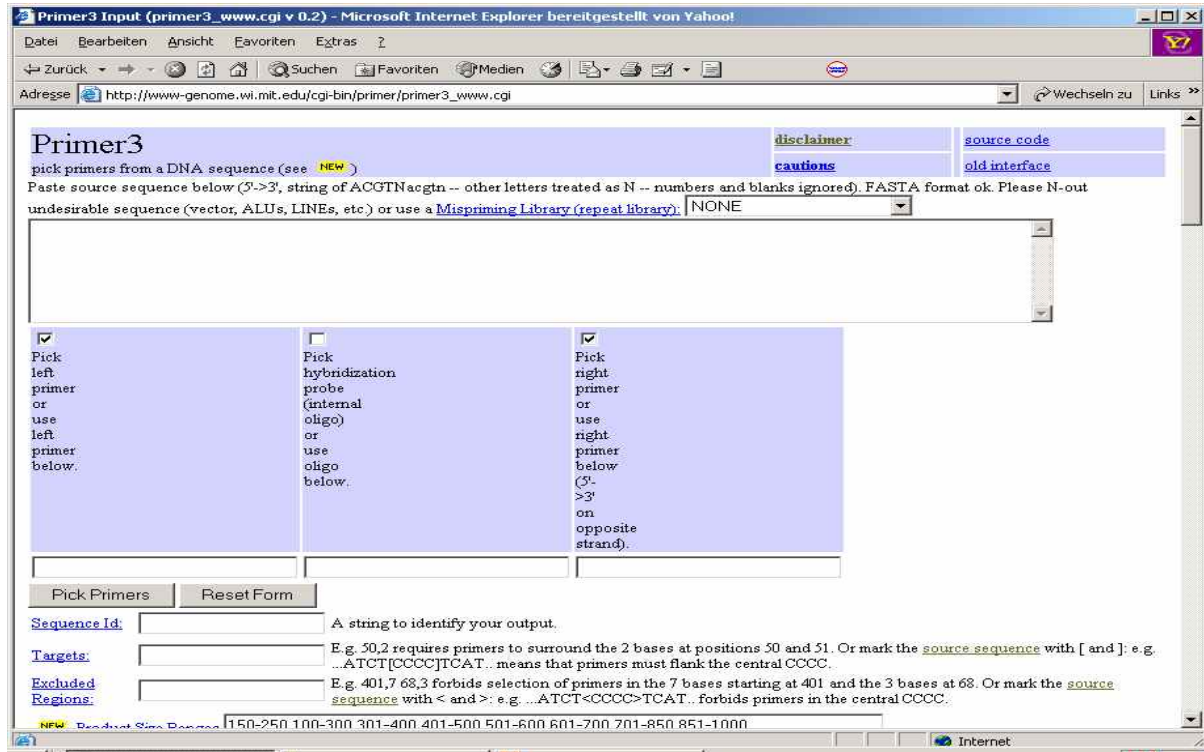 Primer3 Input (primer3_www.cgi v 0.2) - Microsoft Internet Explorer bereitgestellt von Yahoo!
Datei Bearbeiten Ansicht Favoriten Extras ?
Zurück Suchen Favoriten Medien
Adresse http://www-genome.wi.mit.edu/cgi-bin/primer/primer3_www.cgi Wechseln zu Links »
Primer3 disclaimer source code
pick primers from a DNA sequence (see NEW ) cautions old interface
Paste source sequence below (5'->3', string of ACGTNacgtn -- other letters treated as N -- numbers and blanks ignored). FASTA format ok. Please N-out
undesirable sequence (vector, ALUs, LINEs, etc.) or use a Mispriming Library (repeat library): NONE
Pick
left
primer
or
use
left
primer
below.
Pick
hybridization
probe
(internal
oligo)
or
use
oligo
below.
Pick
right
primer
or
use
right
primer
below
(5'-
>3'
on
opposite
strand).
Pick Primers Reset Form
Sequence Id: A string to identify your output.
Targets: E.g. 50,2 requires primers to surround the 2 bases at positions 50 and 51. Or mark the source sequence with [ and ]: e.g.
...ATCT[CCCC]TCAT.. means that primers must flank the central CCCC.
Excluded Regions: E.g. 401,7 68,3 forbids selection of primers in the 7 bases starting at 401 and the 3 bases at 68. Or mark the source
sequence with < and >: e.g. ...ATCT<CCCC>TCAT.. forbids primers in the central CCCC.
NEW Product Size Ranges 150-250 100-300 301-400 401-500 501-600 601-700 701-850 851-1000
Internet